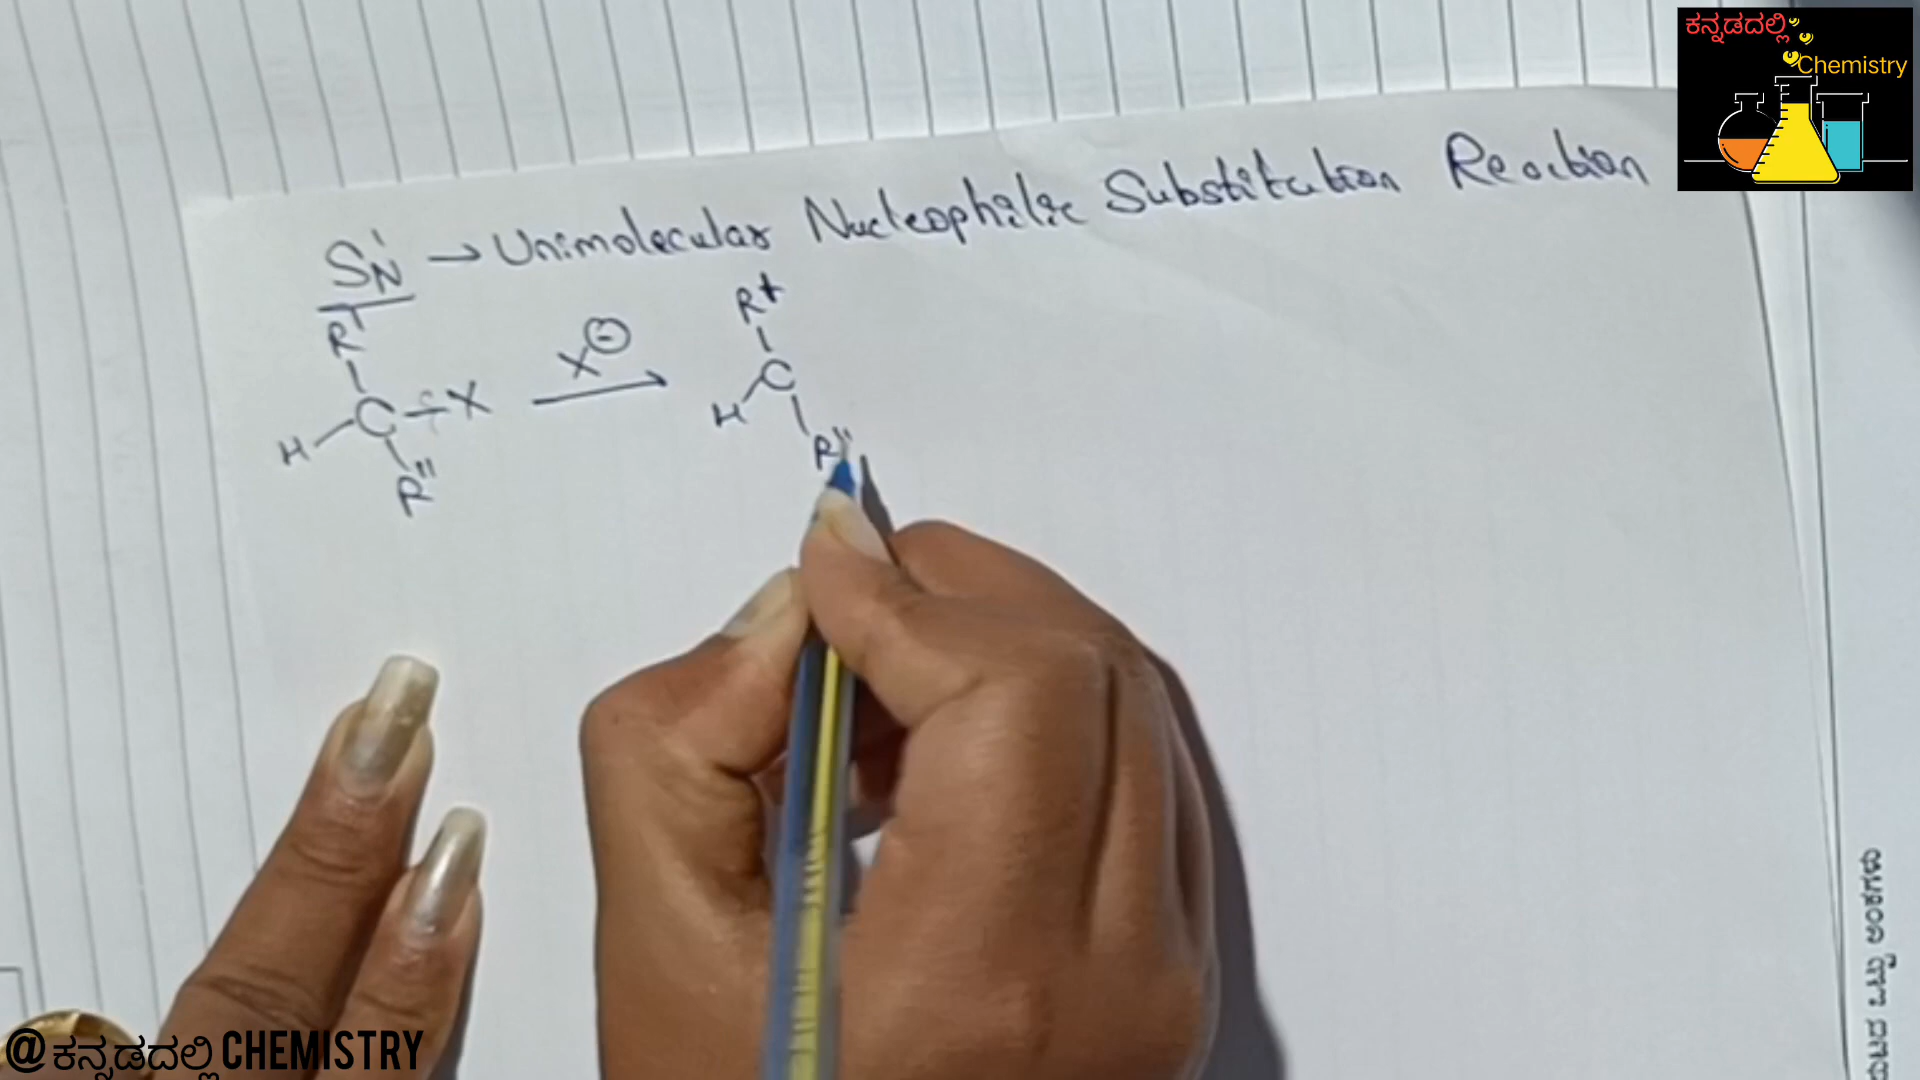 ಕನ್ನಡದಲ್ಲಿ
Chemistry
SN1 → Unimolecular Nucleophilic Substitution Reaction
R'
H C X
R"
X⊖
R
H C
R"
@ಕನ್ನಡದಲ್ಲಿ CHEMISTRY